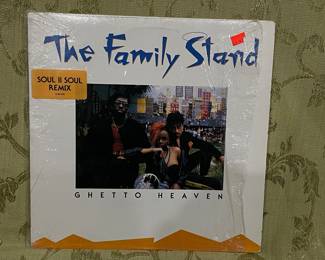 The Family Stand
SOUL II SOUL
REMIX
GHETTO HEAVEN